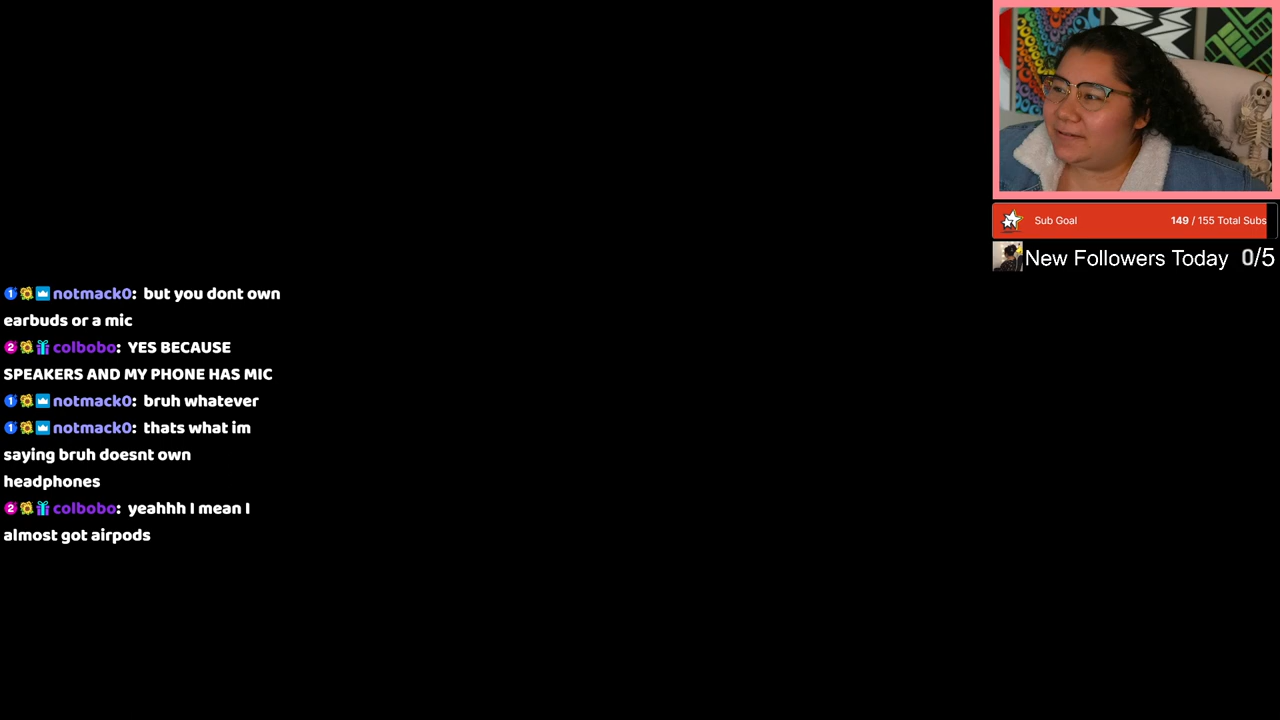 Sub Goal 149 / 155 Total Subs
New Followers Today 0/5
notmack0: but you dont own
earbuds or a mic
colbobo: YES BECAUSE
SPEAKERS AND MY PHONE HAS MIC
notmack0: bruh whatever
notmack0: thats what im
saying bruh doesnt own
headphones
colbobo: yeahhh I mean I
almost got airpods